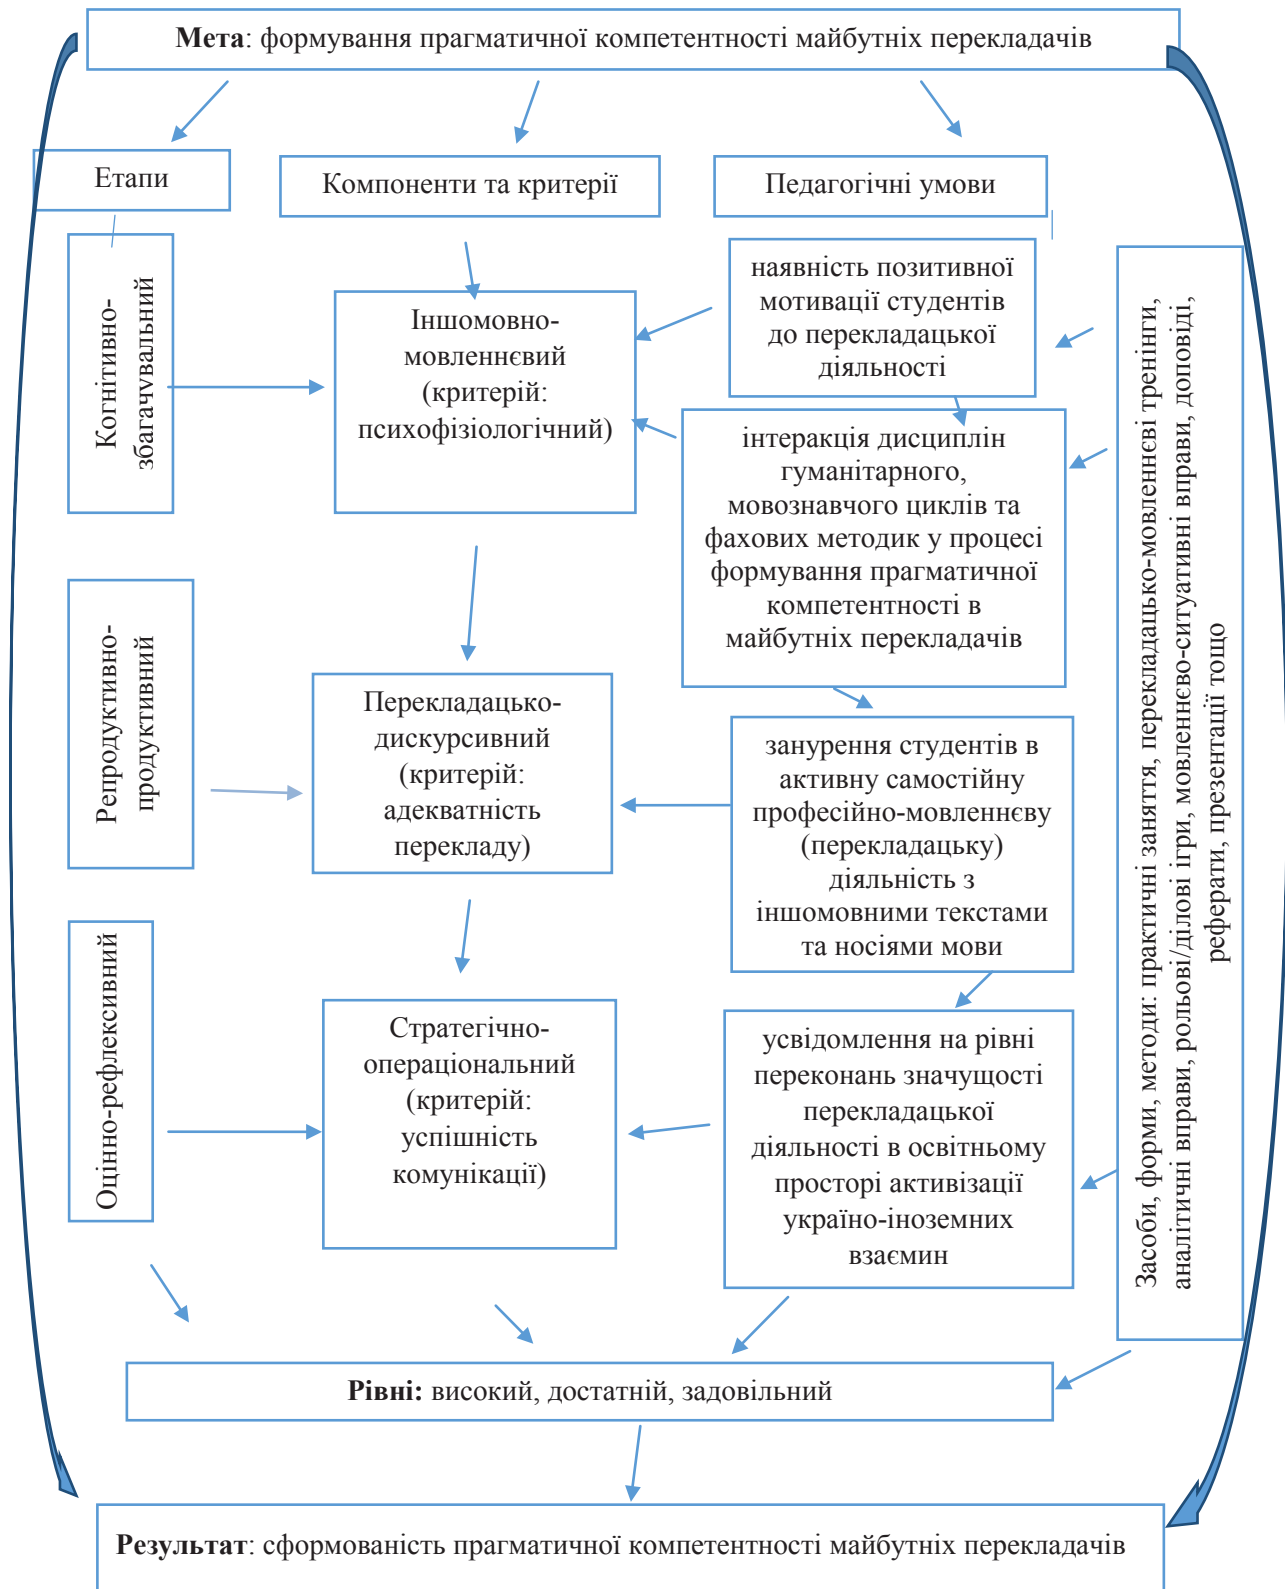 Мета: формування прагматичної компетентності майбутніх перекладачів
Етапи
Компоненти та критерії
Педагогічні умови
Когнітивно-
збагачувальний
Іншомовно-
мовленнєвий
(критерій:
психофізіологічний)
наявність позитивної
мотивації студентів
до перекладацької
діяльності
інтеракція дисциплін
гуманітарного,
мовознавчого циклів та
фахових методик у процесі
формування прагматичної
компетентності в
майбутніх перекладачів
Репродуктивно-
продуктивний
Перекладацько-
дискурсивний
(критерій:
адекватність
перекладу)
занурення студентів в
активну самостійну
професійно-мовленнєву
(перекладацьку)
діяльність з
іншомовними текстами
та носіями мови
Оцінно-рефлексивний
Стратегічно-
операціональний
(критерій:
успішність
комунікації)
усвідомлення на рівні
переконань значущості
перекладацької
діяльності в освітньому
просторі активізації
україно-іноземних
взаємин
Засоби, форми, методи: практичні заняття, перекладацько-мовленнєві тренінги,
аналітичні вправи, рольові/ділові ігри, мовленнєво-ситуативні вправи, доповіді,
реферати, презентації тощо
Рівні: високий, достатній, задовільний
Результат: сформованість прагматичної компетентності майбутніх перекладачів